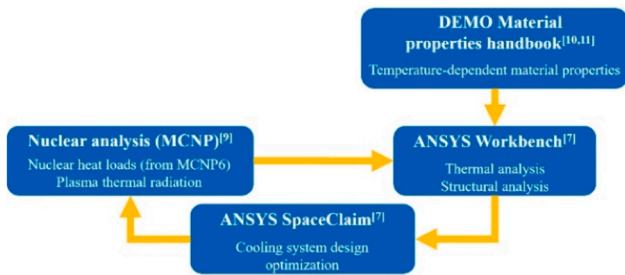 DEMO Material
properties handbook[10,11]
Temperature-dependent material properties
Nuclear analysis (MCNP)[9]
Nuclear heat loads (from MCNP6)
Plasma thermal radiation
ANSYS Workbench[7]
Thermal analysis
Structural analysis
ANSYS SpaceClaim[7]
Cooling system design
optimization